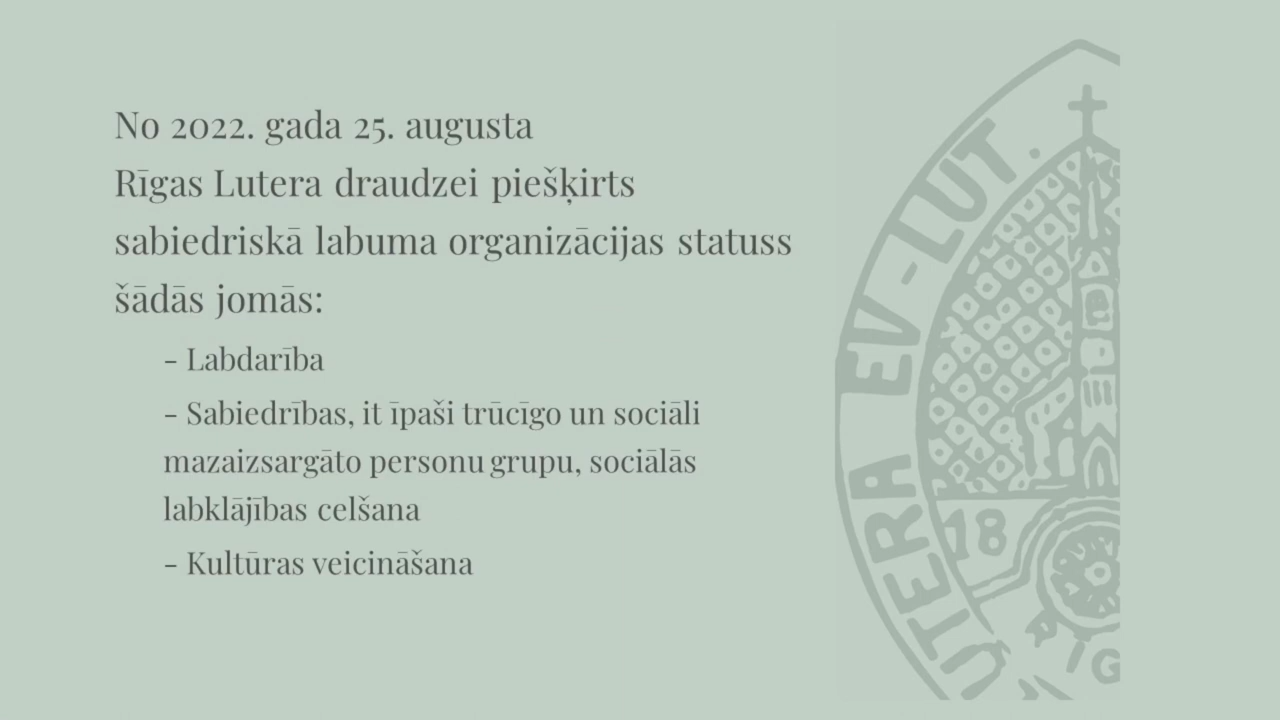 No 2022. gada 25. augusta
Rīgas Lutera draudzei piešķirts
sabiedriskā labuma organizācijas statuss
šādās jomās:
- Labdarība
- Sabiedrības, it īpaši trūcīgo un sociāli
mazaizsargāto personu grupu, sociālās
labklājības celšana
- Kultūras veicināšana
UTERA EV-LUT.
18
IG